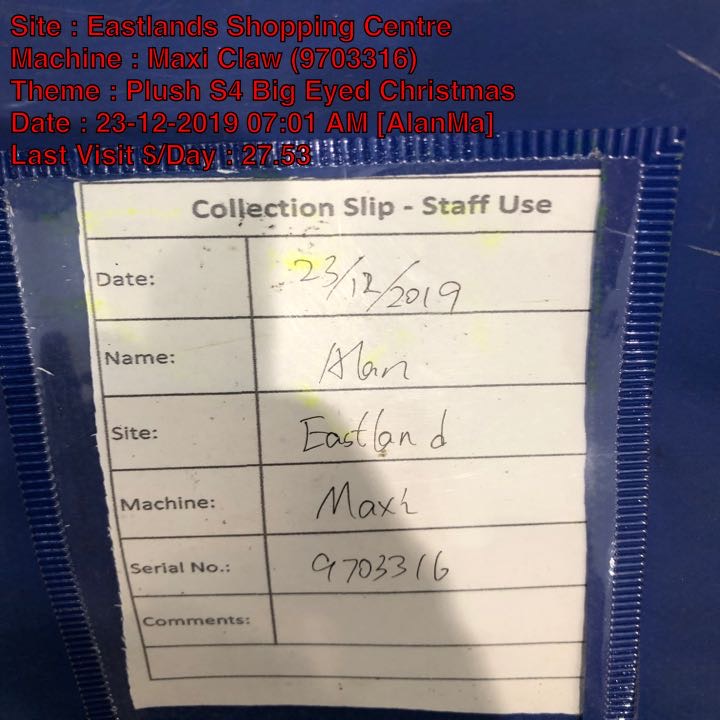 Site : Eastlands Shopping Centre
Machine : Maxi Claw (9703316)
Theme : Plush S4 Big Eyed Christmas
Date : 23-12-2019 07:01 AM [AlanMa]
Last Visit $/Day : 27.53
Collection Slip - Staff Use
Date: 23/12/2019
Name: Alan
Site: Eastland
Machine: Maxi
Serial No.: 9703316
Comments: